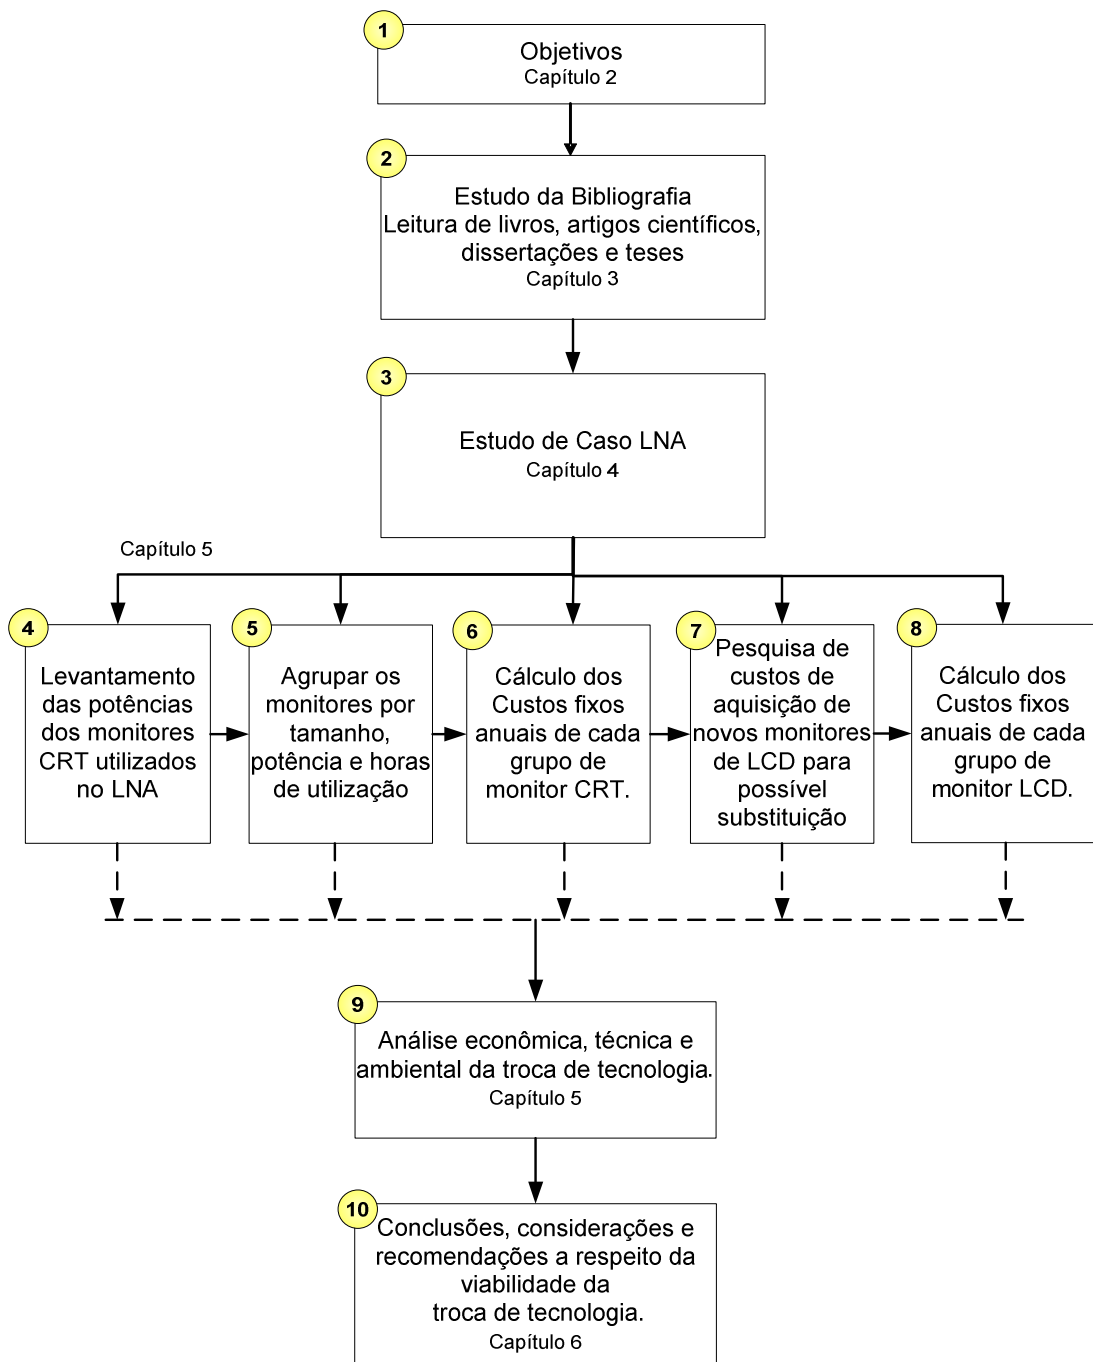 1
Objetivos
Capítulo 2
2
Estudo da Bibliografia
Leitura de livros, artigos científicos,
dissertações e teses
Capítulo 3
3
Estudo de Caso LNA
Capítulo 4
Capítulo 5
4
Levantamento
das potências
dos monitores
CRT utilizados
no LNA
5
Agrupar os
monitores por
tamanho,
potência e horas
de utilização
6
Cálculo dos
Custos fixos
anuais de cada
grupo de
monitor CRT.
7
Pesquisa de
custos de
aquisição de
novos monitores
de LCD para
possível
substituição
8
Cálculo dos
Custos fixos
anuais de cada
grupo de
monitor LCD.
9
Análise econômica, técnica e
ambiental da troca de tecnologia.
Capítulo 5
10
Conclusões, considerações e
recomendações a respeito da
viabilidade da
troca de tecnologia.
Capítulo 6